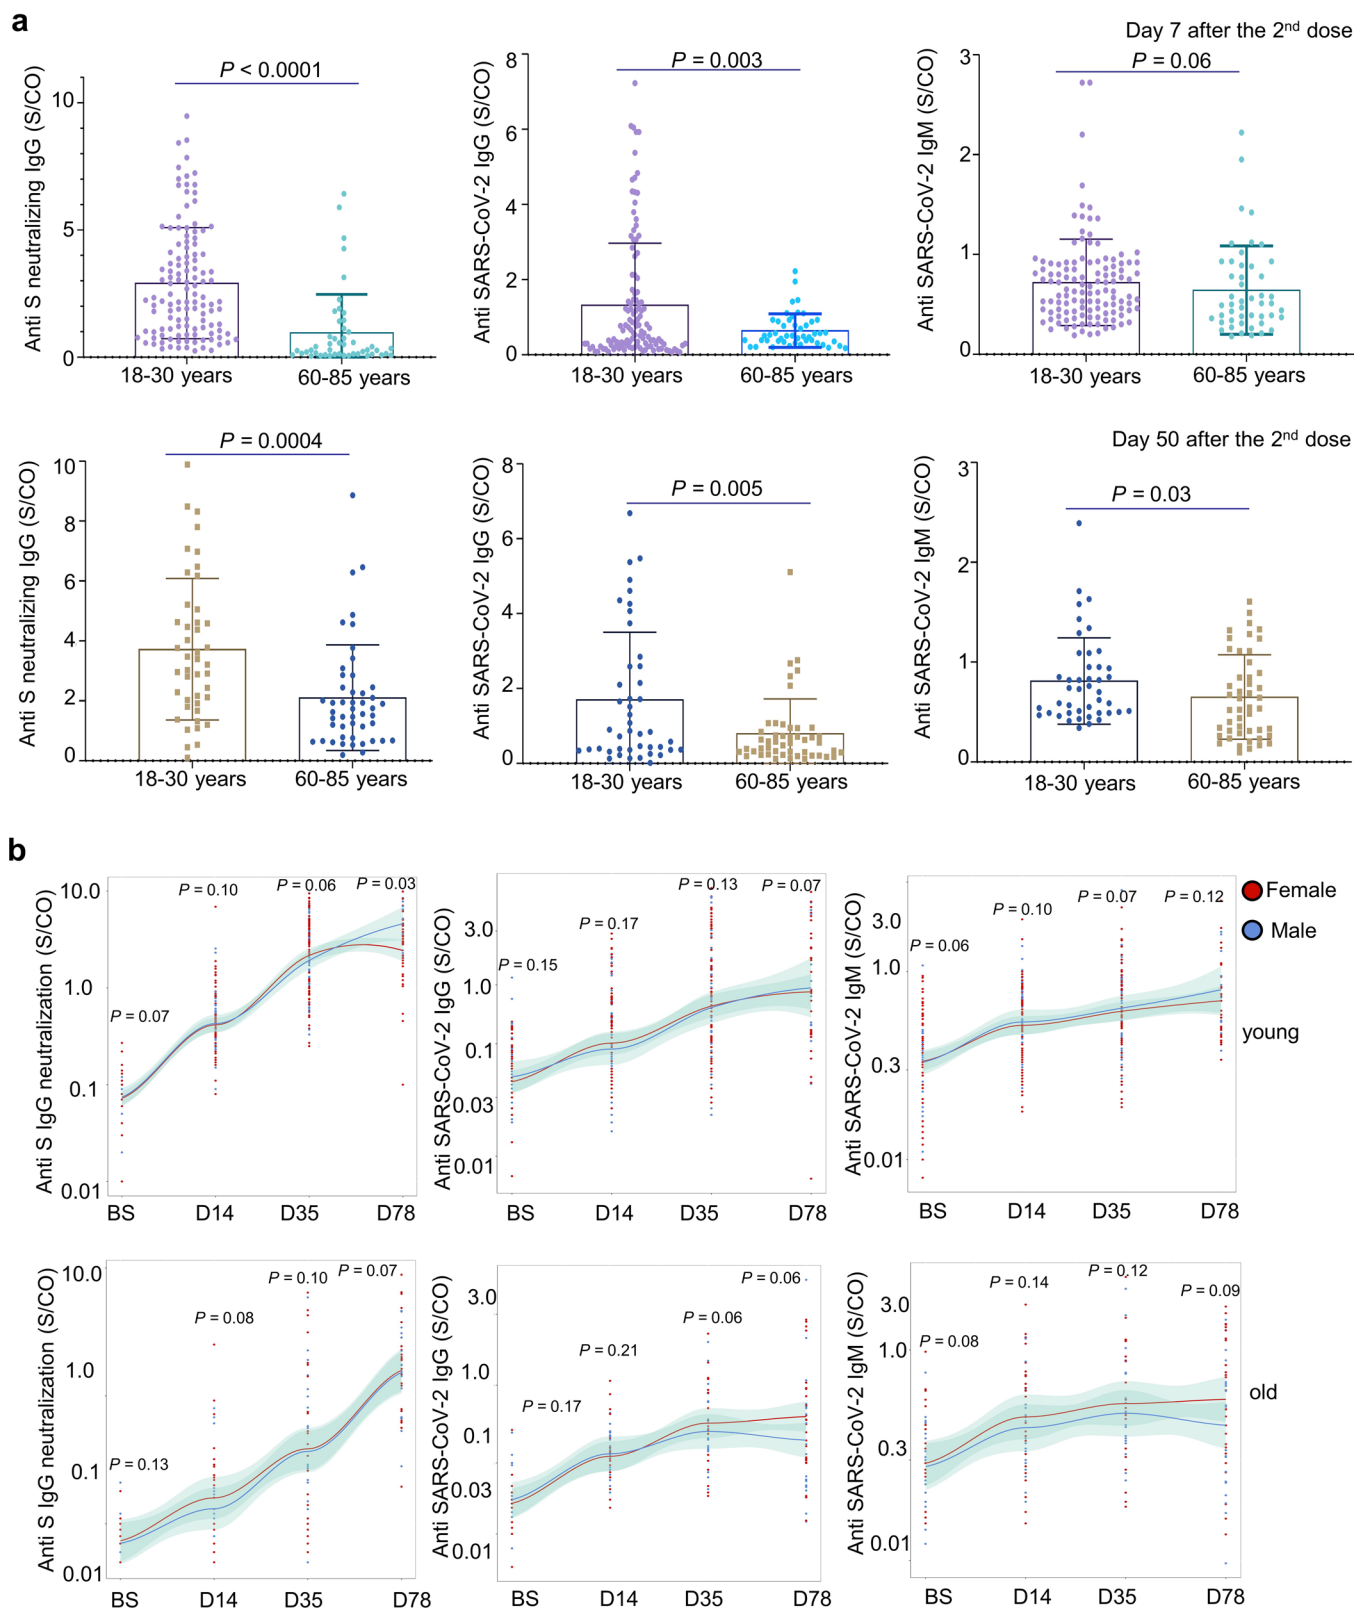 a
Day 7 after the 2nd dose
P < 0.0001
P = 0.003
P = 0.06
Anti S neutralizing IgG (S/CO)
10
5
0
18-30 years
60-85 years
Anti SARS-CoV-2 IgG (S/CO)
8
6
4
2
0
18-30 years
60-85 years
Anti SARS-CoV-2 IgM (S/CO)
3
2
1
0
18-30 years
60-85 years
Day 50 after the 2nd dose
P = 0.0004
P = 0.005
P = 0.03
Anti S neutralizing IgG (S/CO)
10
8
6
4
2
0
18-30 years
60-85 years
Anti SARS-CoV-2 IgG (S/CO)
8
6
4
2
0
18-30 years
60-85 years
Anti SARS-CoV-2 IgM (S/CO)
3
2
1
0
18-30 years
60-85 years
b
Anti S IgG neutralization (S/CO)
10.0
1.0
0.1
0.01
P = 0.07
P = 0.10
P = 0.06
P = 0.03
BS
D14
D35
D78
Anti SARS-CoV-2 IgG (S/CO)
3.0
1.0
0.1
0.03
0.01
P = 0.15
P = 0.17
P = 0.13
P = 0.07
BS
D14
D35
D78
Anti SARS-CoV-2 IgM (S/CO)
3.0
1.0
0.3
0.01
P = 0.06
P = 0.10
P = 0.07
P = 0.12
BS
D14
D35
D78
Female
Male
young
Anti S IgG neutralization (S/CO)
10.0
1.0
0.1
0.01
P = 0.13
P = 0.08
P = 0.10
P = 0.07
BS
D14
D35
D78
Anti SARS-CoV-2 IgG (S/CO)
3.0
1.0
0.1
0.03
0.01
P = 0.17
P = 0.21
P = 0.06
P = 0.06
BS
D14
D35
D78
Anti SARS-CoV-2 IgM (S/CO)
3.0
1.0
0.3
0.01
P = 0.08
P = 0.14
P = 0.12
P = 0.09
BS
D14
D35
D78
old